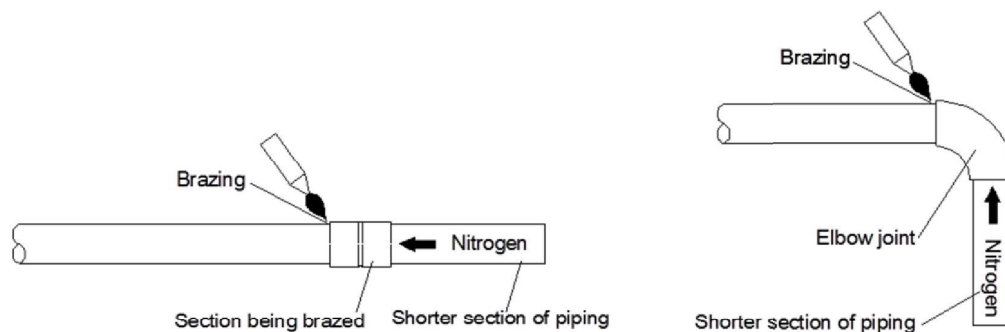 Brazing
Nitrogen
Section being brazed
Shorter section of piping
Brazing
Elbow joint
Nitrogen
Shorter section of piping